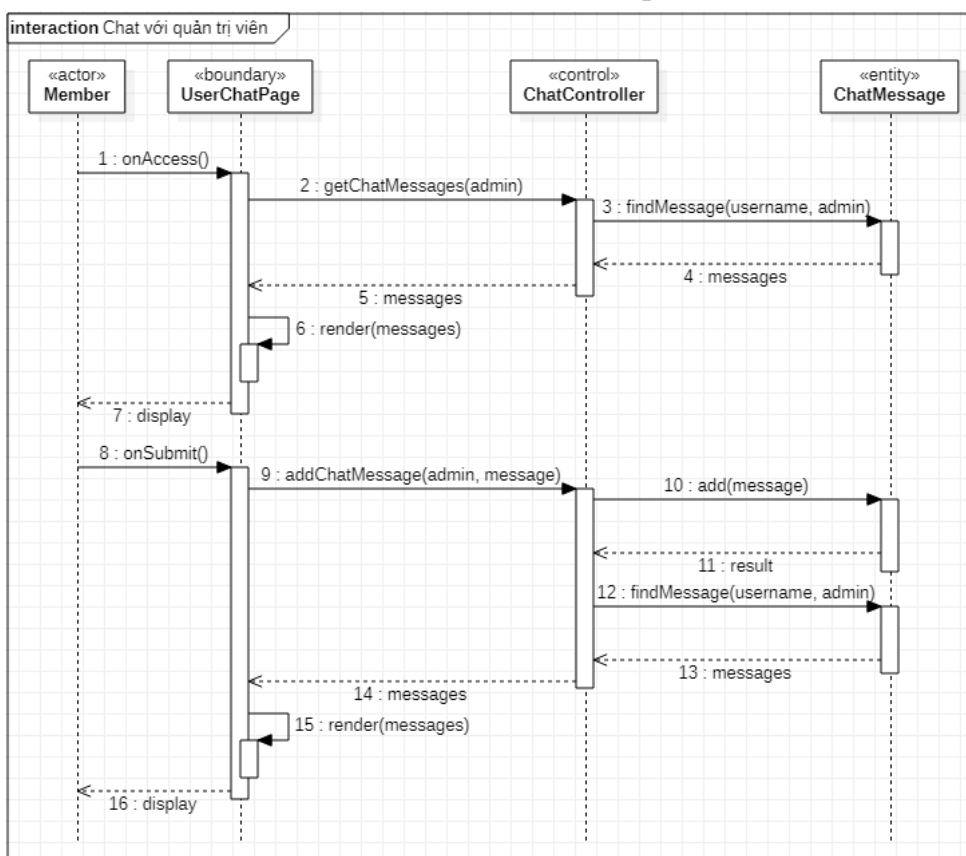 interaction Chat với quản trị viên
«actor»
Member
«boundary»
UserChatPage
«control»
ChatController
«entity»
ChatMessage
1 : onAccess()
2 : getChatMessages(admin)
3 : findMessage(username, admin)
4 : messages
5 : messages
6 : render(messages)
7 : display
8 : onSubmit()
9 : addChatMessage(admin, message)
10 : add(message)
11 : result
12 : findMessage(username, admin)
13 : messages
14 : messages
15 : render(messages)
16 : display